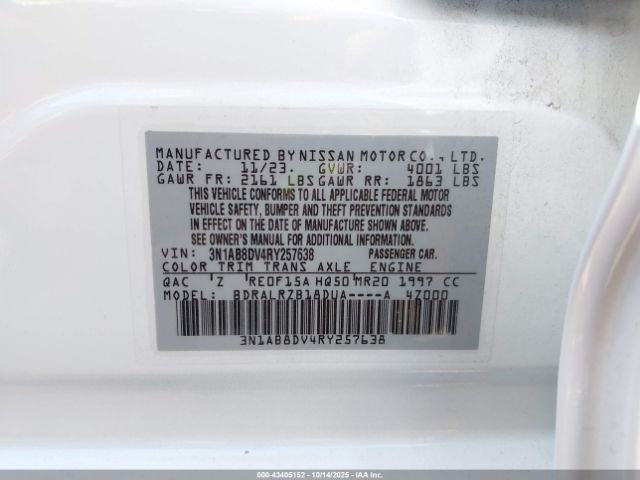 MANUFACTURED BY NISSAN MOTOR CO., LTD.
DATE: 11/23 GVWR: 4001 LBS
GAWR FR: 2161 LBS GAWR RR: 1863 LBS
THIS VEHICLE CONFORMS TO ALL APPLICABLE FEDERAL MOTOR
VEHICLE SAFETY, BUMPER AND THEFT PREVENTION STANDARDS
IN EFFECT ON THE DATE OF MANUFACTURE SHOWN ABOVE.
SEE OWNER'S MANUAL FOR ADDITIONAL INFORMATION.
VIN: 3N1AB8DV4RY257638 PASSENGER CAR.
COLOR TRIM TRANS AXLE ENGINE
QAC Z RE0F15A HQ50 MR20 1997 CC
MODEL: BDRALRZB18DUA----A 4Z000
3N1AB8DV4RY257638
000-43405152 - 10/14/2025 - IAAI.com